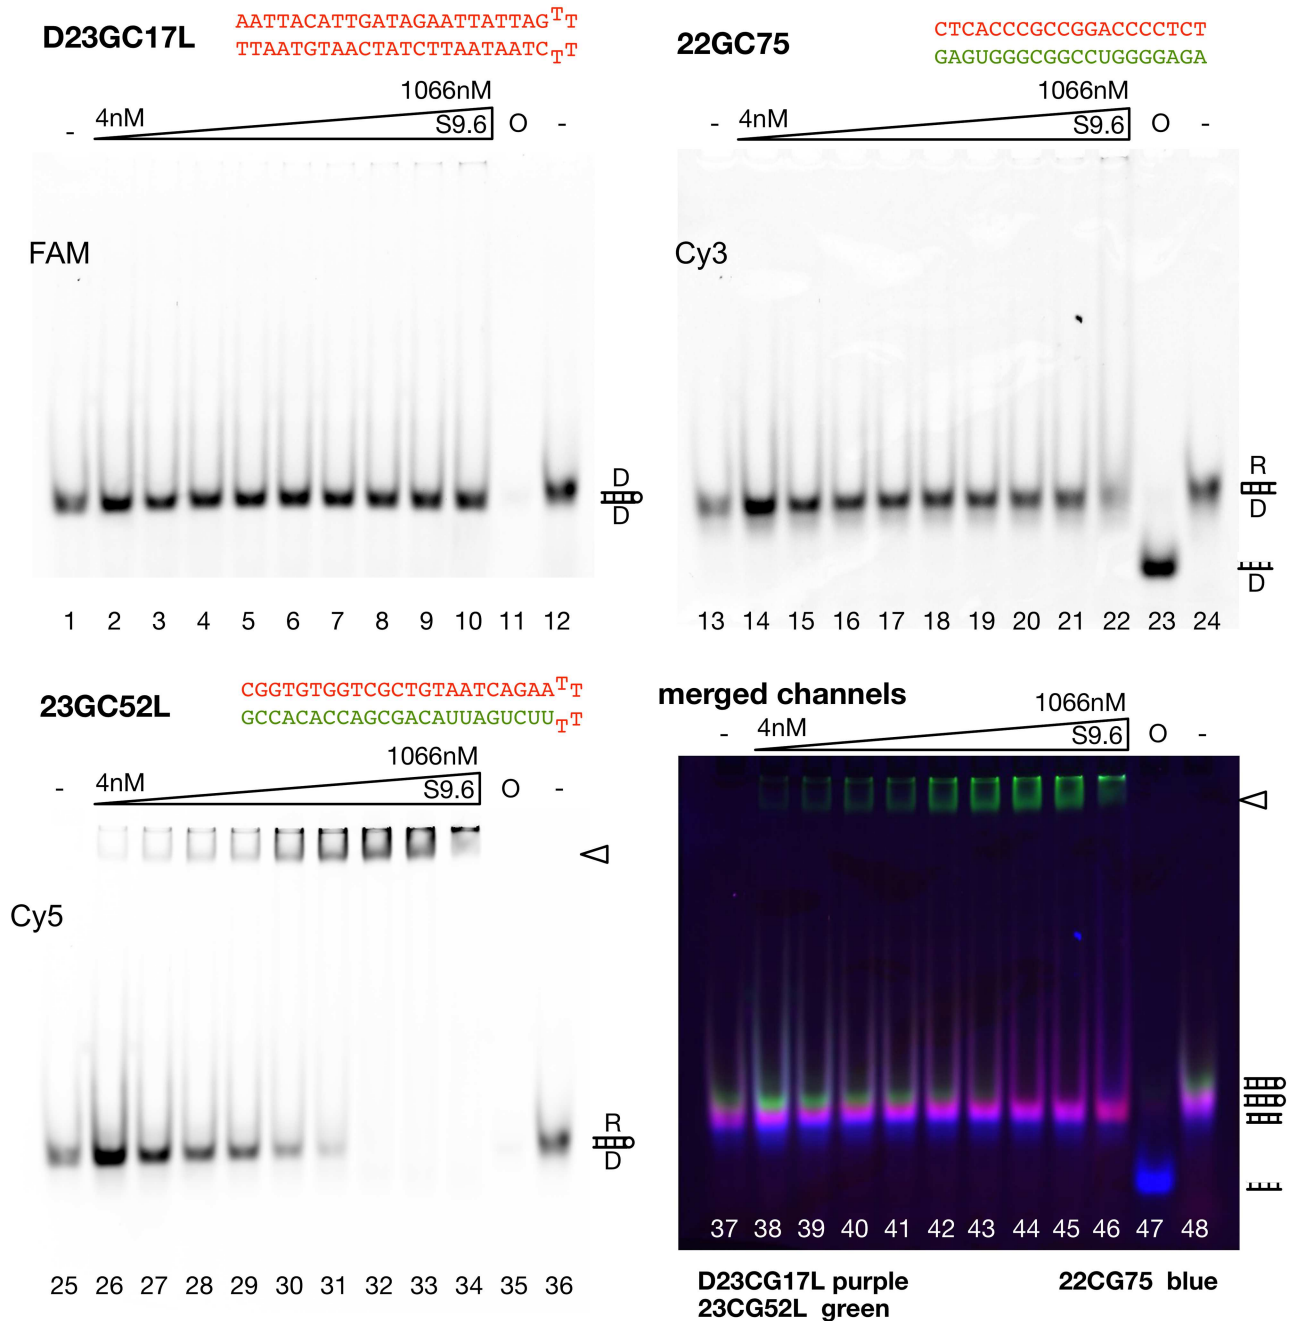 D23GC17L
AATTACATTGATAGAATTATTAGTT
TTAATGTAACTATCTTAATAATCTT
- 4nM 1066nM S9.6 O -
FAM
D
D
1 2 3 4 5 6 7 8 9 10 11 12
22GC75
CTCACCCGCCGGACCCCTCT
GAGUGGGCGGCCUGGGGAGA
- 4nM 1066nM S9.6 O -
Cy3
R
D
D
13 14 15 16 17 18 19 20 21 22 23 24
23GC52L
CGGTGTGGTCGCTGTAATCAGAATT
GCCACACCAGCGACAUUAGUCUUTT
- 4nM 1066nM S9.6 O -
Cy5
R
D
25 26 27 28 29 30 31 32 33 34 35 36
merged channels
- 4nM 1066nM S9.6 O -
37 38 39 40 41 42 43 44 45 46 47 48
D23CG17L purple 22CG75 blue
23CG52L green